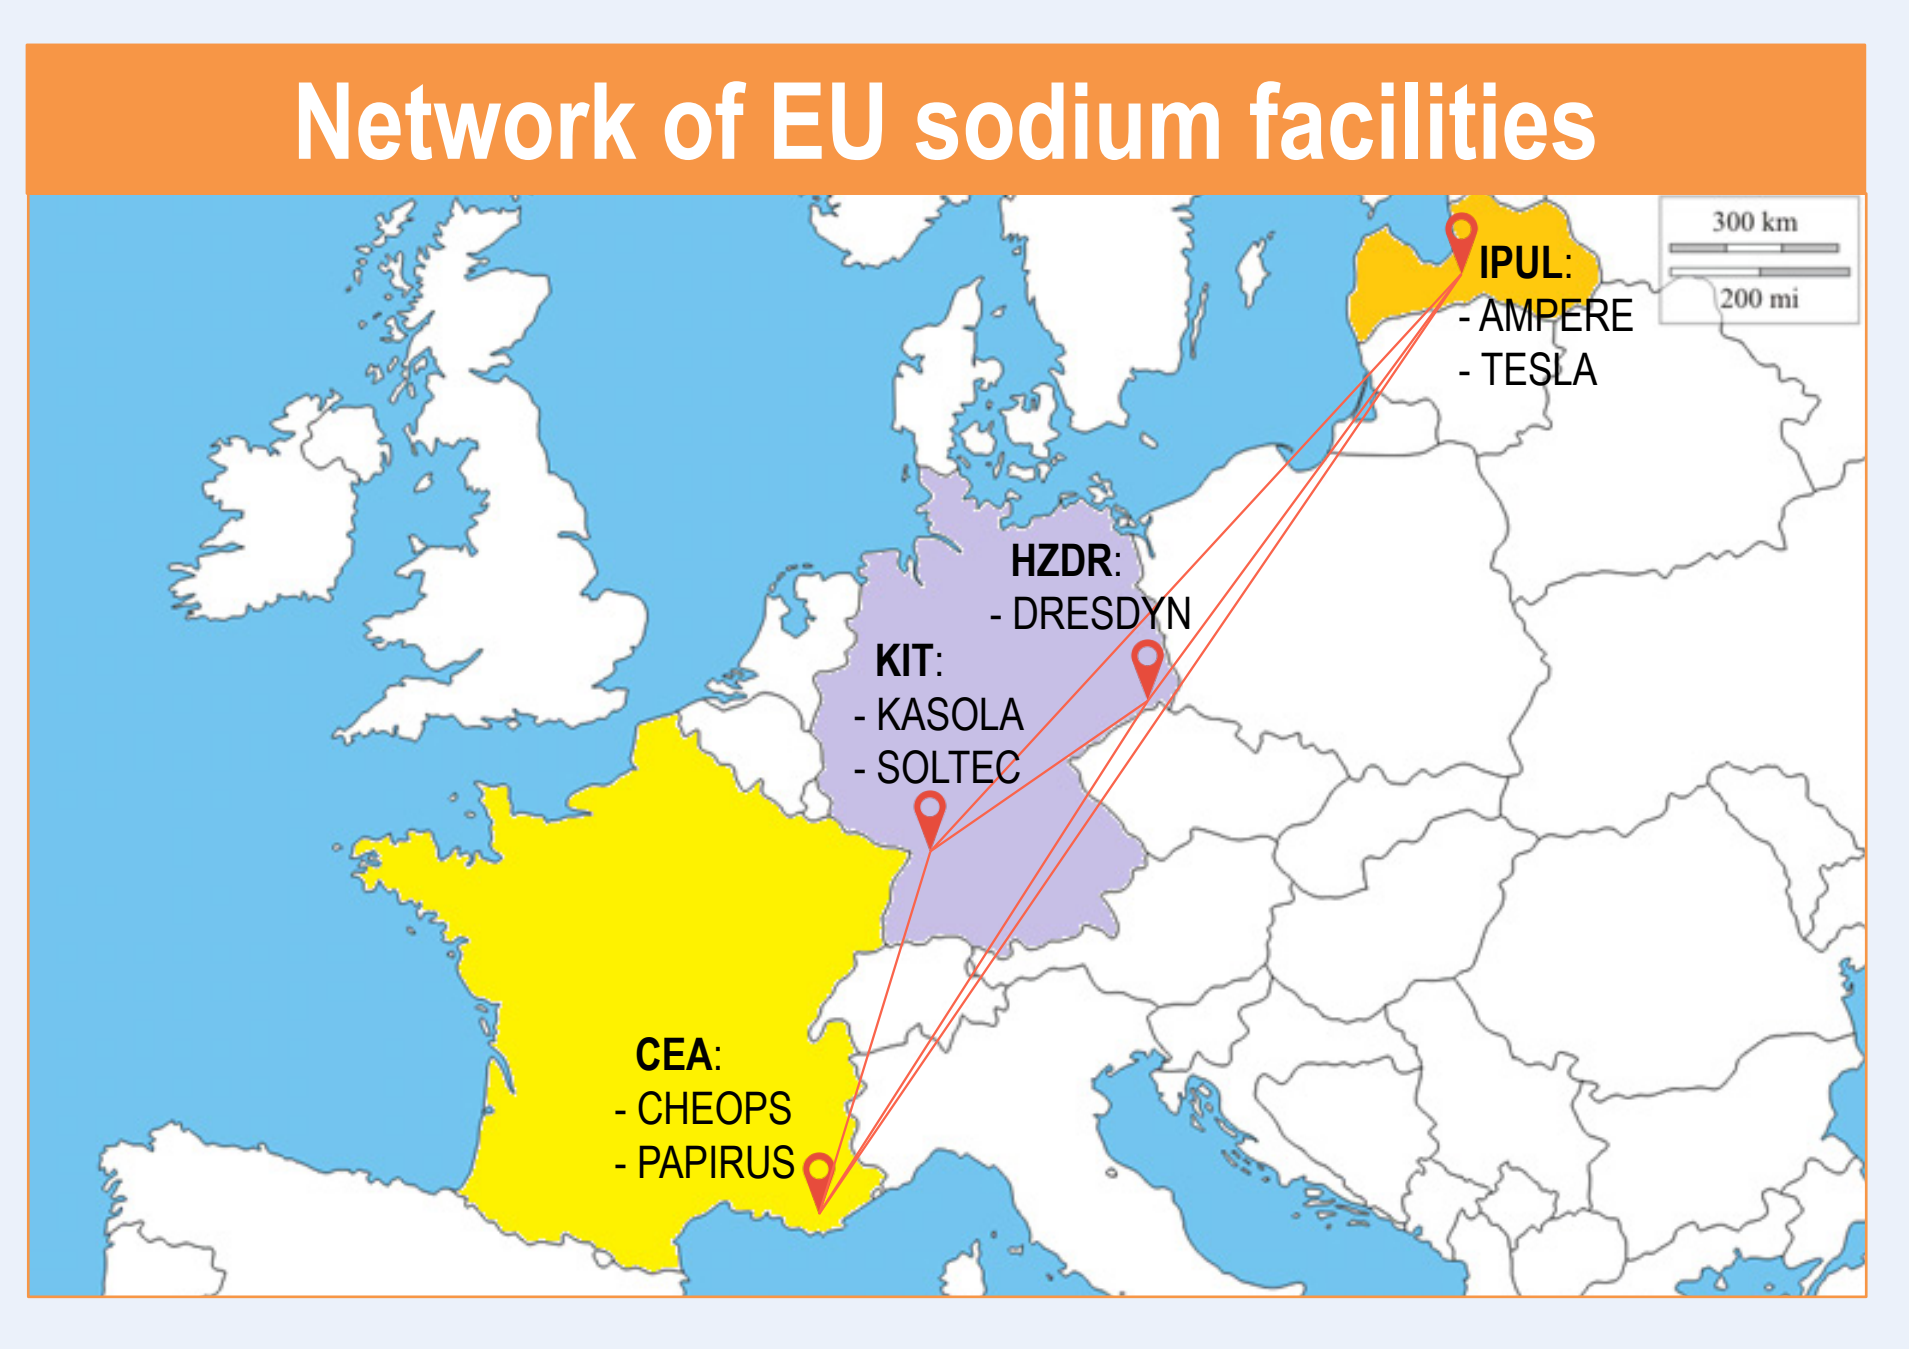 Network of EU sodium facilities
300 km
200 mi
IPUL:
- AMPERE
- TESLA
HZDR:
- DRESDYN
KIT:
- KASOLA
- SOLTEC
CEA:
- CHEOPS
- PAPIRUS